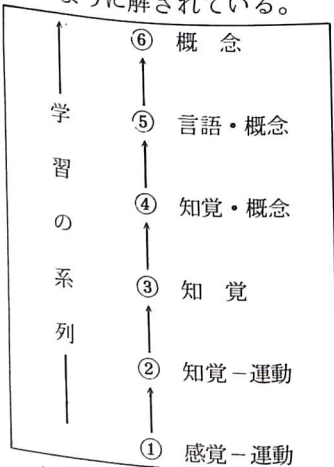 ように解されている。
学習の系列
⑥ 概念
⑤ 言語・概念
④ 知覚・概念
③ 知覚
② 知覚－運動
① 感覚－運動